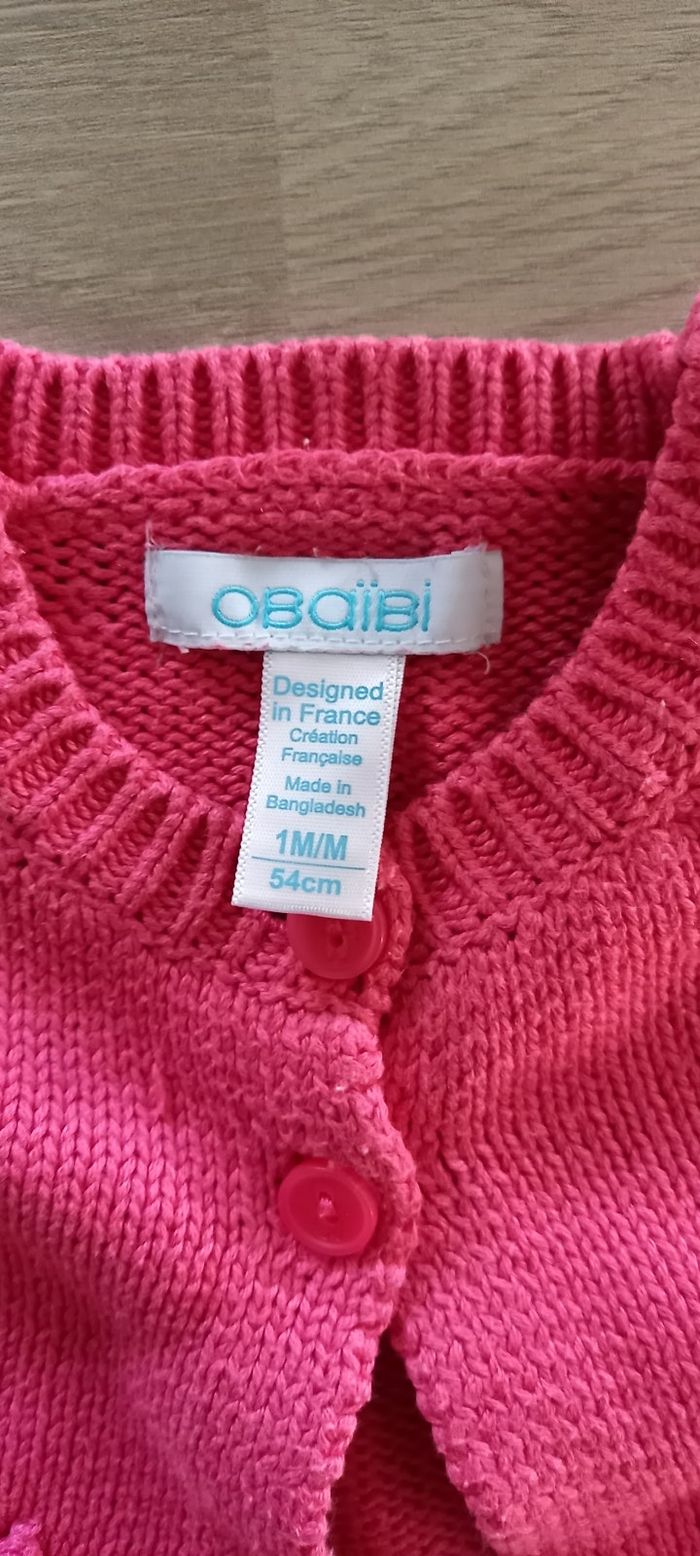 OBaïBi
Designed
in France
Création
Française
Made in
Bangladesh
1M/M
54cm